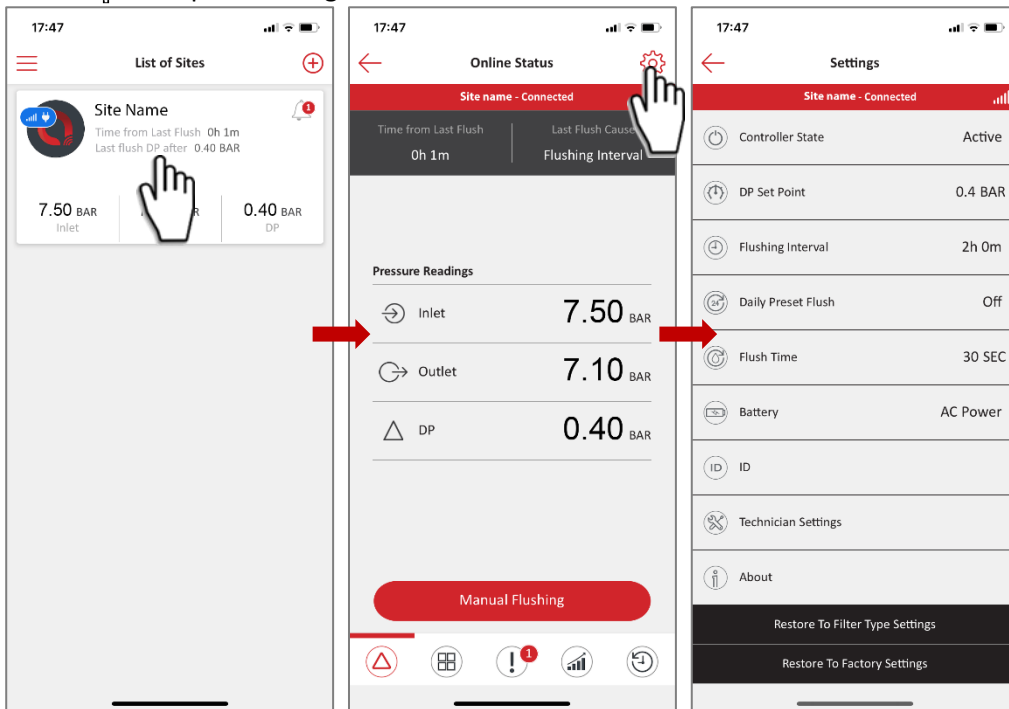 17:47
List of Sites
Site Name
1
Time from Last Flush 0h 1m
Last flush DP after 0.40 BAR
7.50 BAR
R
0.40 BAR
Inlet
DP
17:47
Online Status
Site name - Connected
Time from Last Flush
Last Flush Cause
0h 1m
Flushing Interval
Pressure Readings
Inlet
7.50 BAR
Outlet
7.10 BAR
DP
0.40 BAR
Manual Flushing
1
17:47
Settings
Site name - Connected
Controller State
Active
DP Set Point
0.4 BAR
Flushing Interval
2h 0m
24
Daily Preset Flush
Off
Flush Time
30 SEC
Battery
AC Power
ID
ID
Technician Settings
About
Restore To Filter Type Settings
Restore To Factory Settings